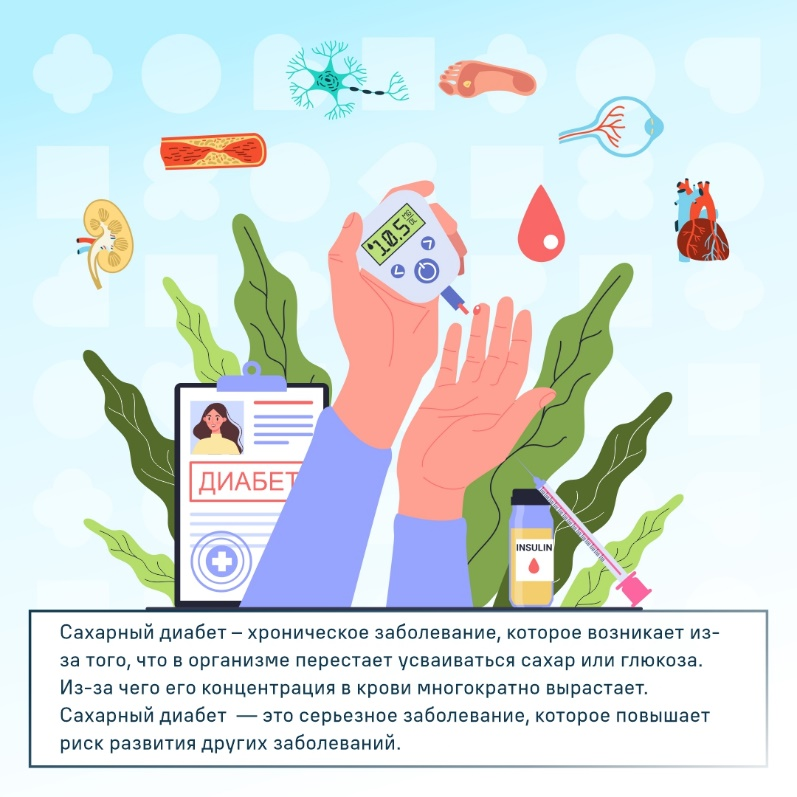 10.5
ДИАБЕТ
INSULIN
Сахарный диабет – хроническое заболевание, которое возникает из-
за того, что в организме перестает усваиваться сахар или глюкоза.
Из-за чего его концентрация в крови многократно вырастает.
Сахарный диабет — это серьезное заболевание, которое повышает
риск развития других заболеваний.